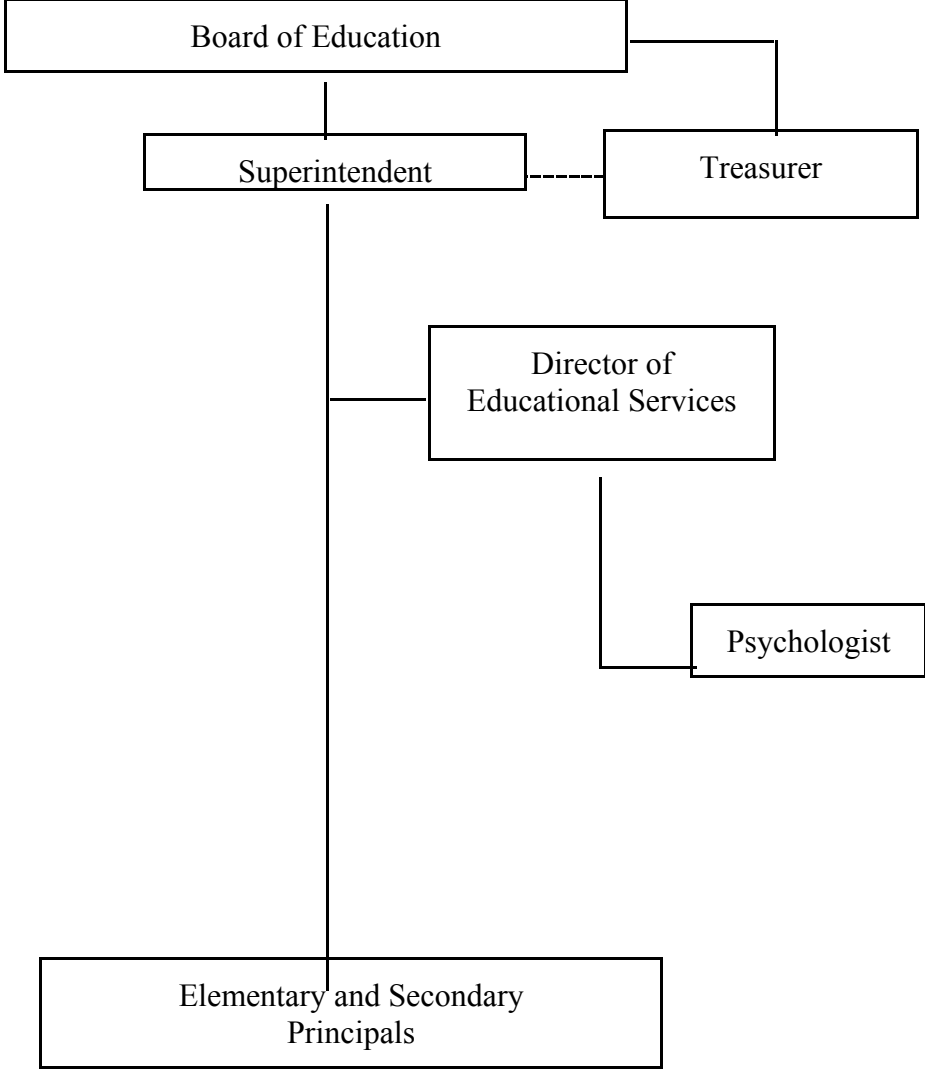 Board of Education
Superintendent
Treasurer
Director of
Educational Services
Psychologist
Elementary and Secondary
Principals